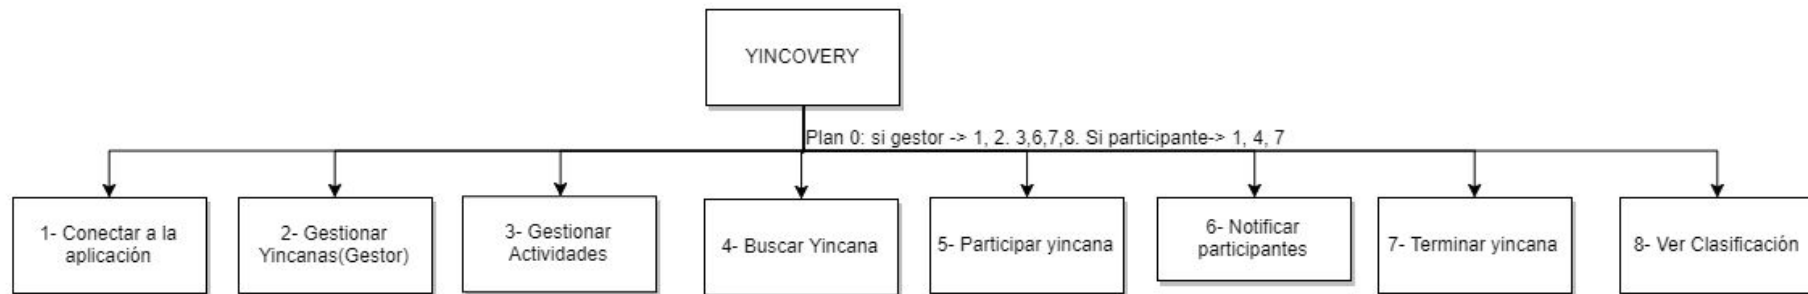 YINCOVERY
Plan 0: si gestor -> 1, 2. 3,6,7,8. Si participante-> 1, 4, 7
1- Conectar a la
aplicación
2- Gestionar
Yincanas(Gestor)
3- Gestionar
Actividades
4- Buscar Yincana
5- Participar yincana
6- Notificar
participantes
7- Terminar yincana
8- Ver Clasificación